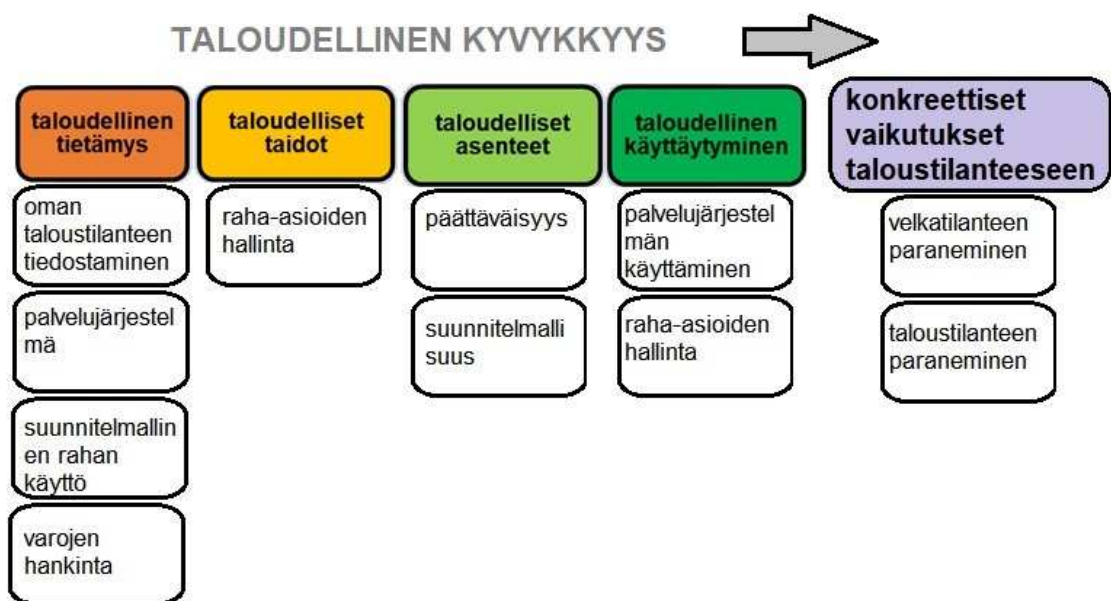 TALOUDELLINEN KYVYKKYYS
taloudellinen
tietämys
oman
taloustilanteen
tiedostaminen
palvelujärjestel
mä
suunnitelmallin
en rahan
käyttö
varojen
hankinta
taloudelliset
taidot
raha-asioiden
hallinta
taloudelliset
asenteet
päättäväisyys
suunnitelmalli
suus
taloudellinen
käyttäytyminen
palvelujärjestel
män
käyttäminen
raha-asioiden
hallinta
konkreettiset
vaikutukset
taloustilanteeseen
velkatilanteen
paraneminen
taloustilanteen
paraneminen